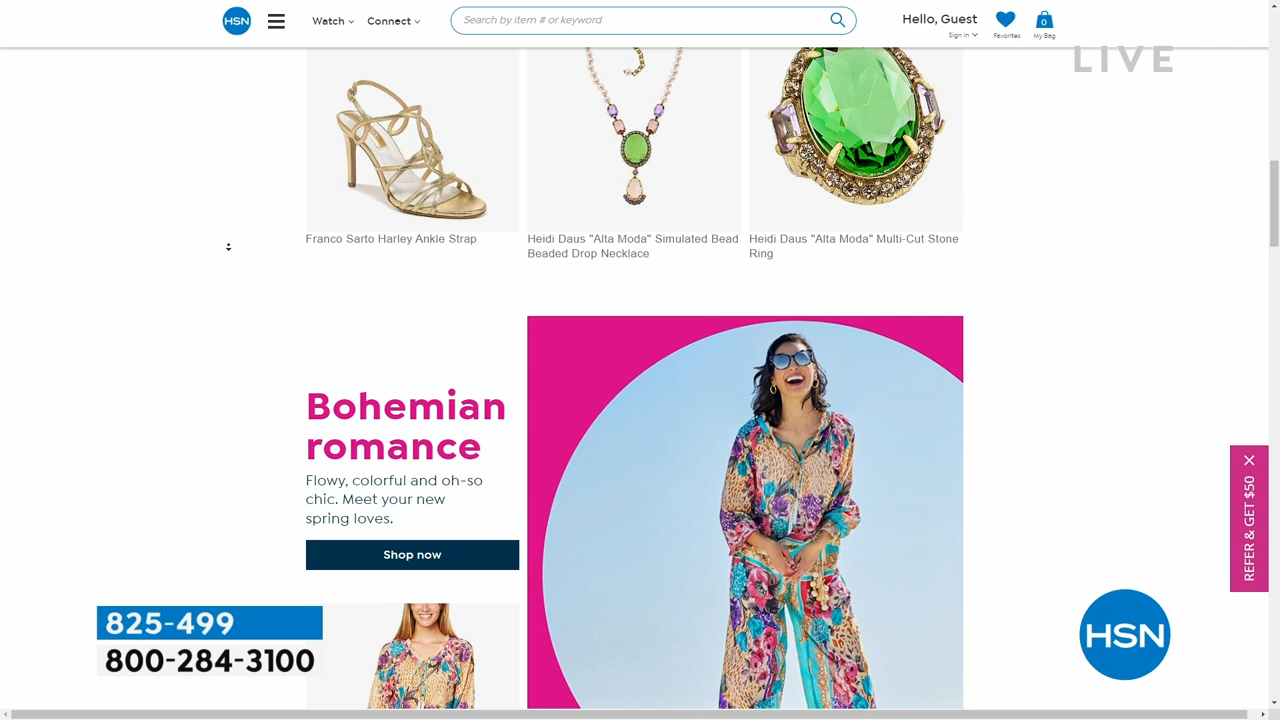 HSN
Watch
Connect
Search by item # or keyword
Hello, Guest
Sign In
Favorites
0
My Bag
LIVE
Franco Sarto Harley Ankle Strap
Heidi Daus "Alta Moda" Simulated Bead
Beaded Drop Necklace
Heidi Daus "Alta Moda" Multi-Cut Stone
Ring
Bohemian
romance
Flowy, colorful and oh-so
chic. Meet your new
spring loves.
Shop now
REFER & GET $50
825-499
800-284-3100
HSN